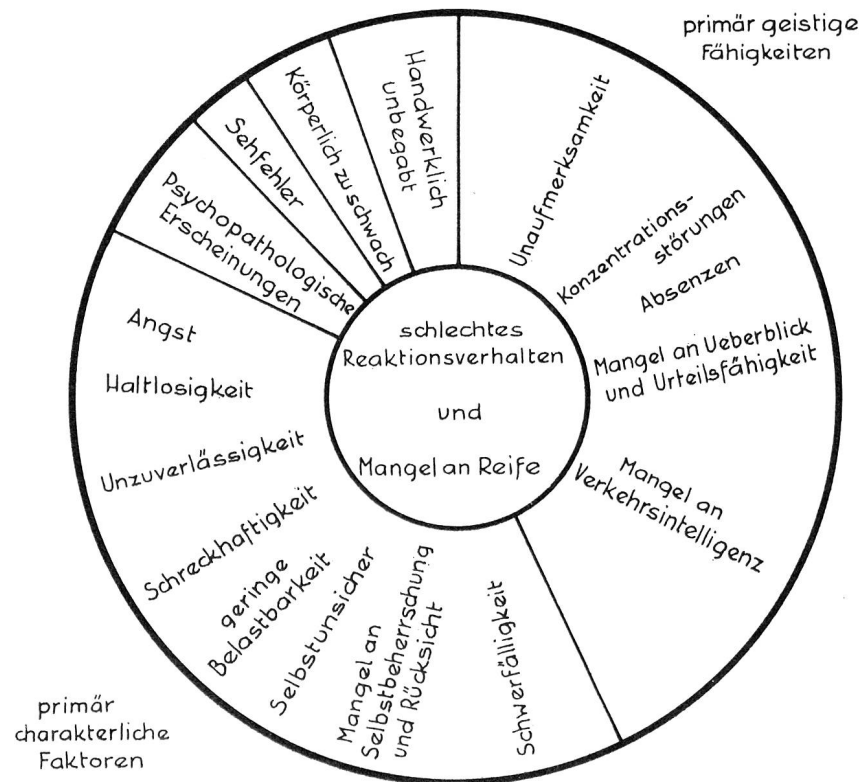 primär geistige
Fähigkeiten
Handwerklich
unbegabt
Körperlich zu schwach
Sehfehler
Psychopathologische
Erscheinungen
Unaufmerksamkeit
Konzentrations-
störungen
Absenzen
Mangel an Ueberblick
und Urteilsfähigkeit
Mangel an
Verkehrsintelligenz
schlechtes
Reaktionsverhalten
und
Mangel an Reife
Angst
Haltlosigkeit
Unzuverlässigkeit
Schreckhaftigkeit
geringe
Belastbarkeit
Selbstunsicher
Mangel an
Selbstbeherrschung
und Rücksicht
Schwerfälligkeit
primär
charakterliche
Faktoren